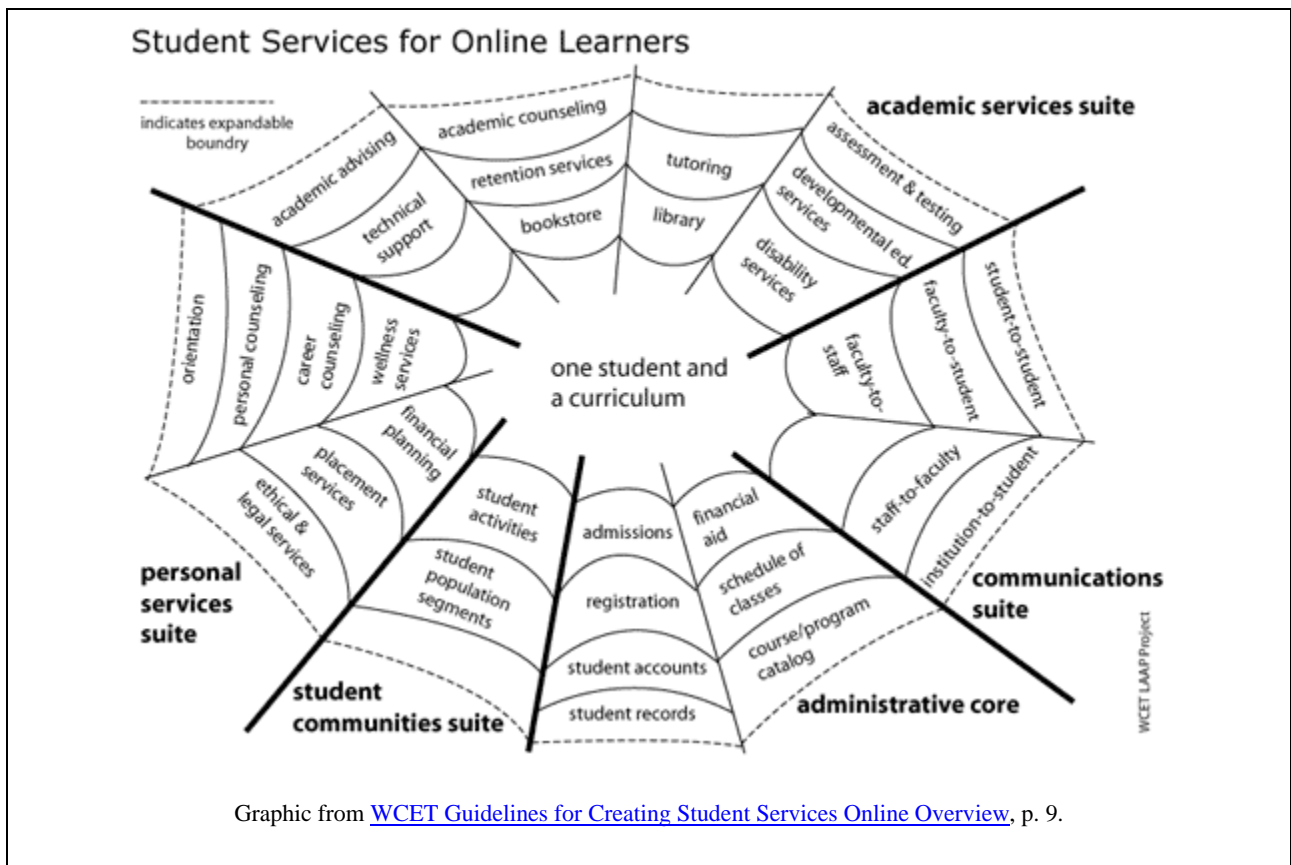 Student Services for Online Learners
indicates expandable
boundry
academic services suite
academic advising
technical
support
academic counseling
retention services
bookstore
tutoring
library
assessment & testing
developmental ed.
services
disability
services
orientation
personal counseling
career
counseling
wellness
services
one student and
a curriculum
faculty-to-
staff
faculty-to-student
student-to-student
financial
planning
placement
services
ethical &
legal services
student
activities
student
population
segments
admissions
registration
student accounts
student records
financial
aid
schedule of
classes
course/program
catalog
staff-to-faculty
institution-to-student
personal
services
suite
student
communities suite
administrative core
communications
suite
WCET LAAP Project
Graphic from WCET Guidelines for Creating Student Services Online Overview, p. 9.